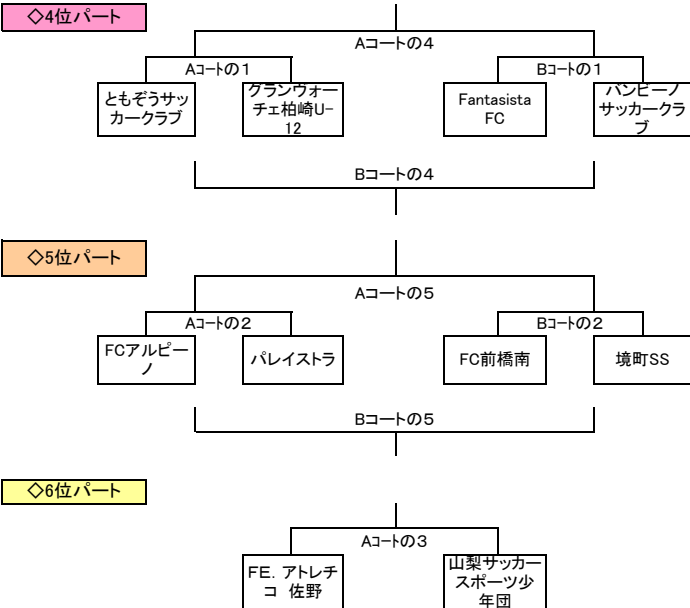 ◇4位パート
Aコートの4
Aコートの1
Bコートの1
ともぞうサッ
カークラブ
グランヴォー
チェ柏崎U-
12
Fantasista
FC
バンビーノ
サッカークラ
ブ
Bコートの4
◇5位パート
Aコートの5
Aコートの2
Bコートの2
FCアルピー
ノ
パレイストラ
FC前橋南
境町SS
Bコートの5
◇6位パート
Aコートの3
FE．アトレチ
コ 佐野
山梨サッカー
スポーツ少
年団